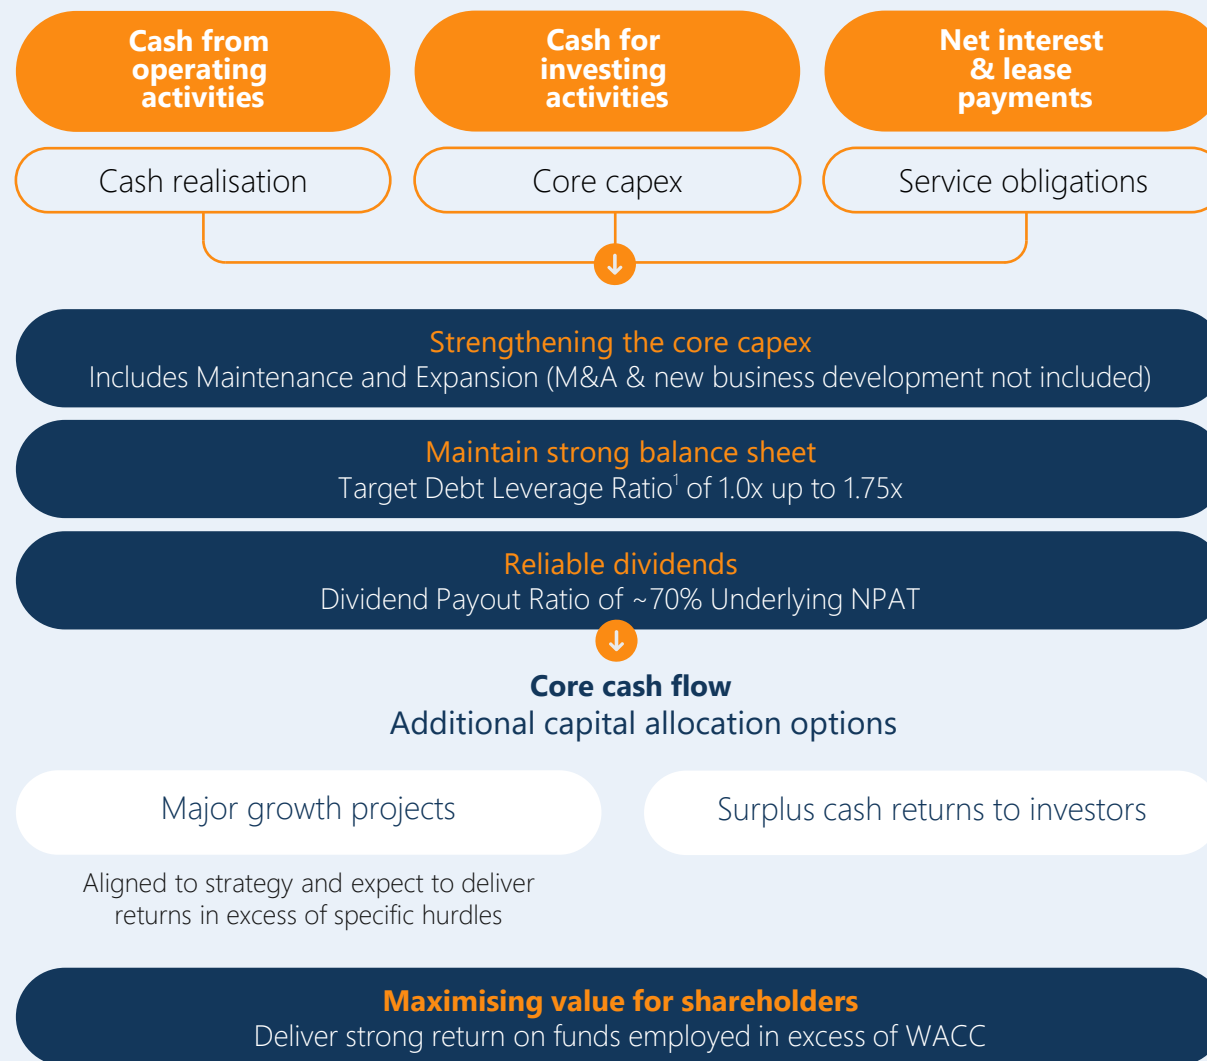 Cash from
operating
activities
Cash for
investing
activities
Net interest
& lease
payments
Cash realisation
Core capex
Service obligations
Strengthening the core capex
Includes Maintenance and Expansion (M&A & new business development not included)
Maintain strong balance sheet
Target Debt Leverage Ratio¹ of 1.0x up to 1.75x
Reliable dividends
Dividend Payout Ratio of ~70% Underlying NPAT
Core cash flow
Additional capital allocation options
Major growth projects
Surplus cash returns to investors
Aligned to strategy and expect to deliver
returns in excess of specific hurdles
Maximising value for shareholders
Deliver strong return on funds employed in excess of WACC